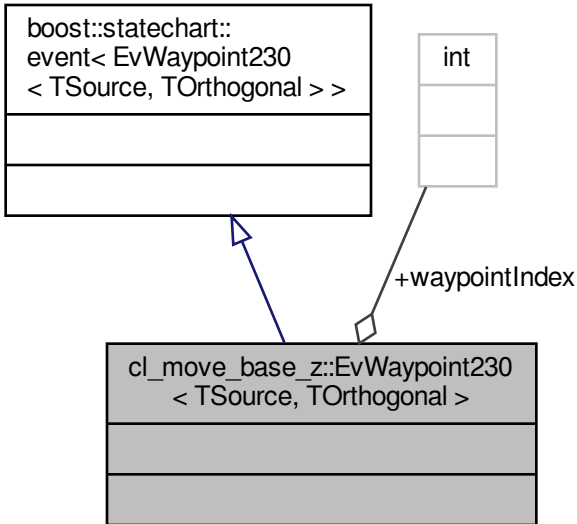 boost::statechart::
event< EvWaypoint230
< TSource, TOrthogonal > >
int
+waypointIndex
cl_move_base_z::EvWaypoint230
< TSource, TOrthogonal >